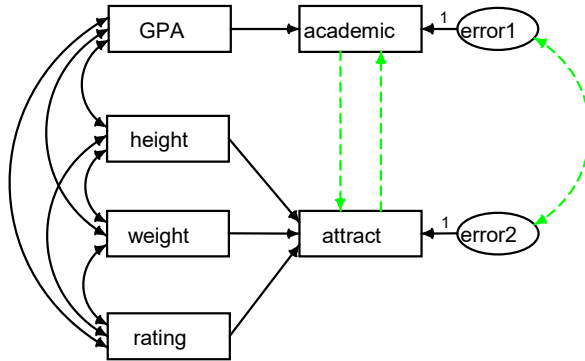 GPA
academic
1
error1
height
weight
attract
1
error2
rating